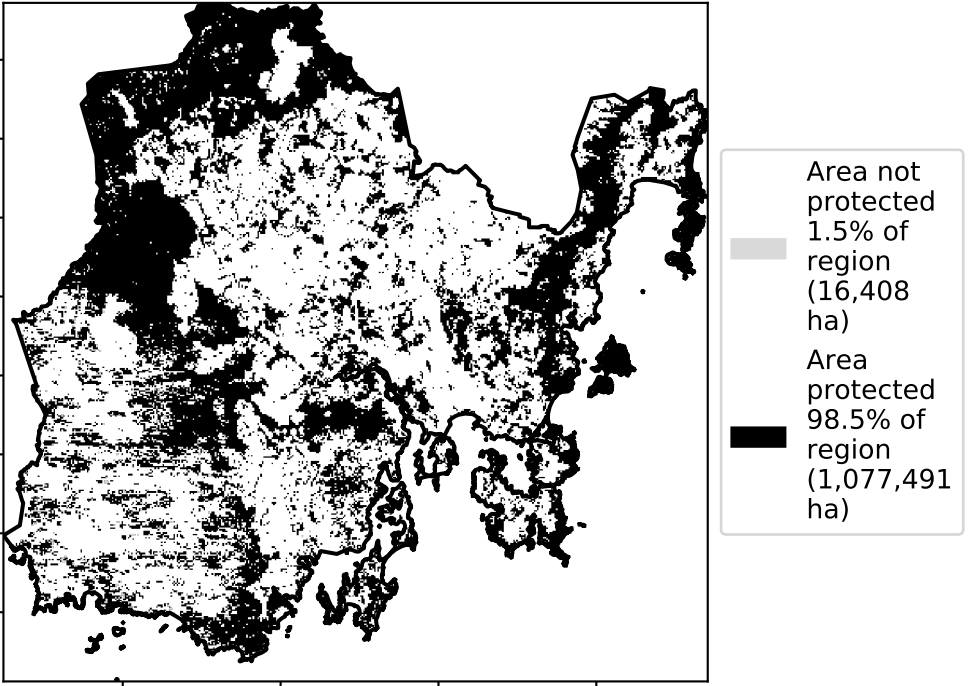 Area not
protected
1.5% of
region
(16,408
ha)
Area
protected
98.5% of
region
(1,077,491
ha)